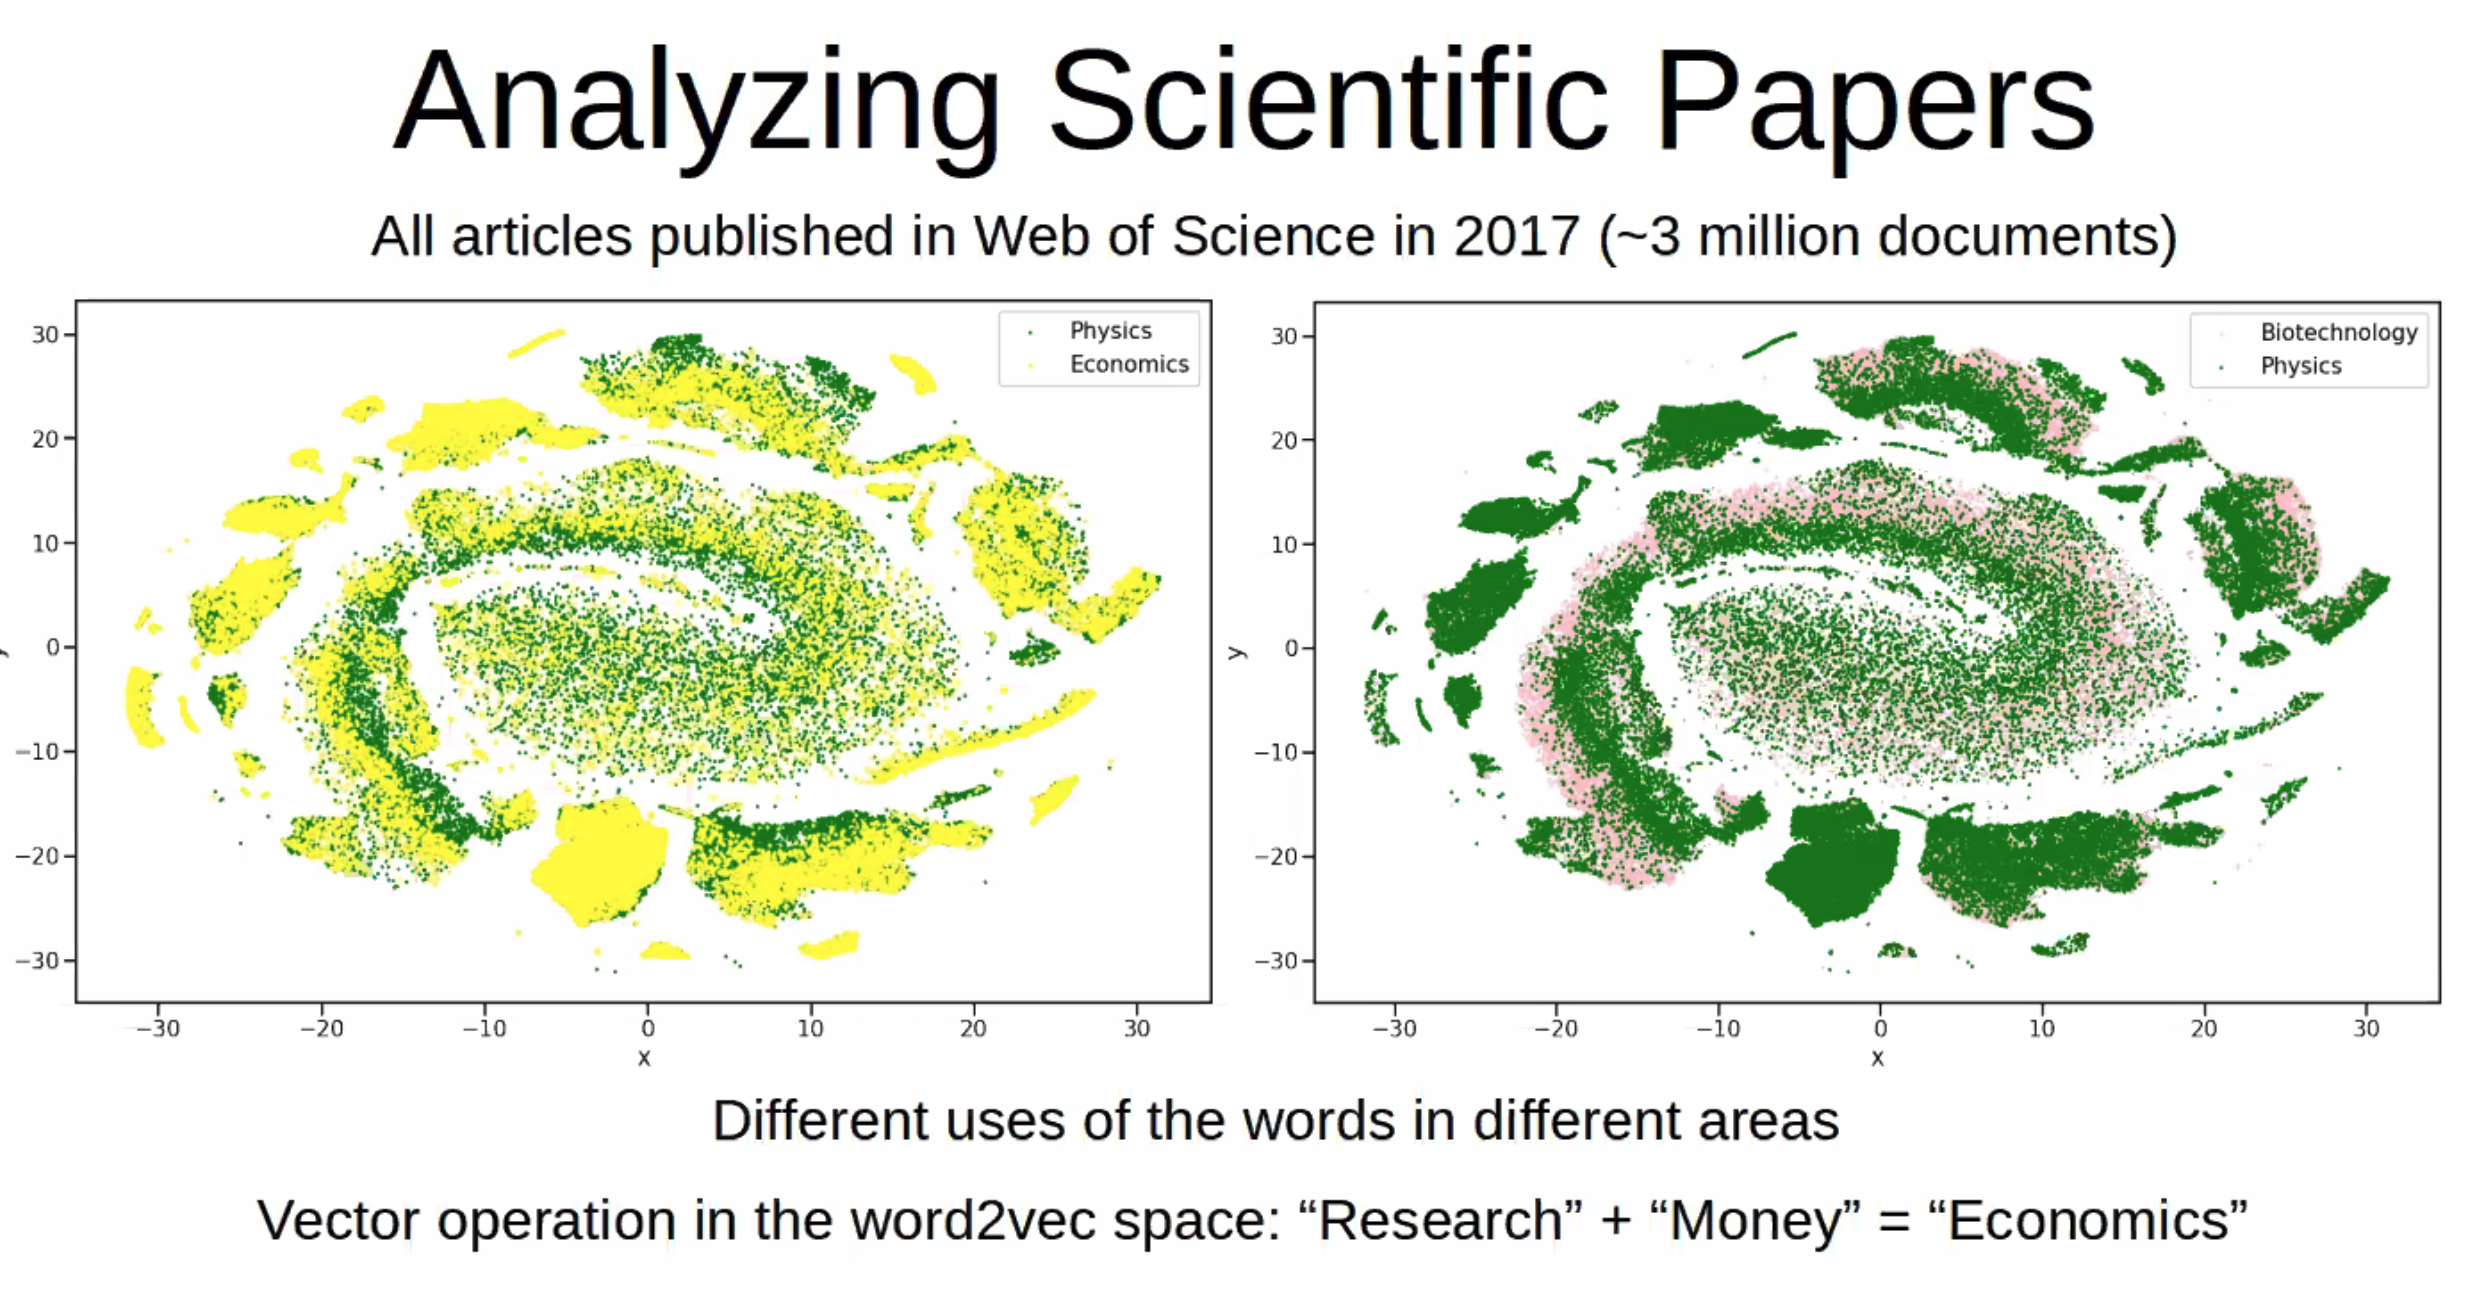 Analyzing Scientific Papers
All articles published in Web of Science in 2017 (~3 million documents)
Physics
Economics
30
20
10
0
−10
−20
−30
−30
−20
−10
0
10
20
30
x
Biotechnology
Physics
30
20
10
0
−10
−20
−30
y
−30
−20
−10
0
10
20
30
x
Different uses of the words in different areas
Vector operation in the word2vec space: “Research” + “Money” = “Economics”